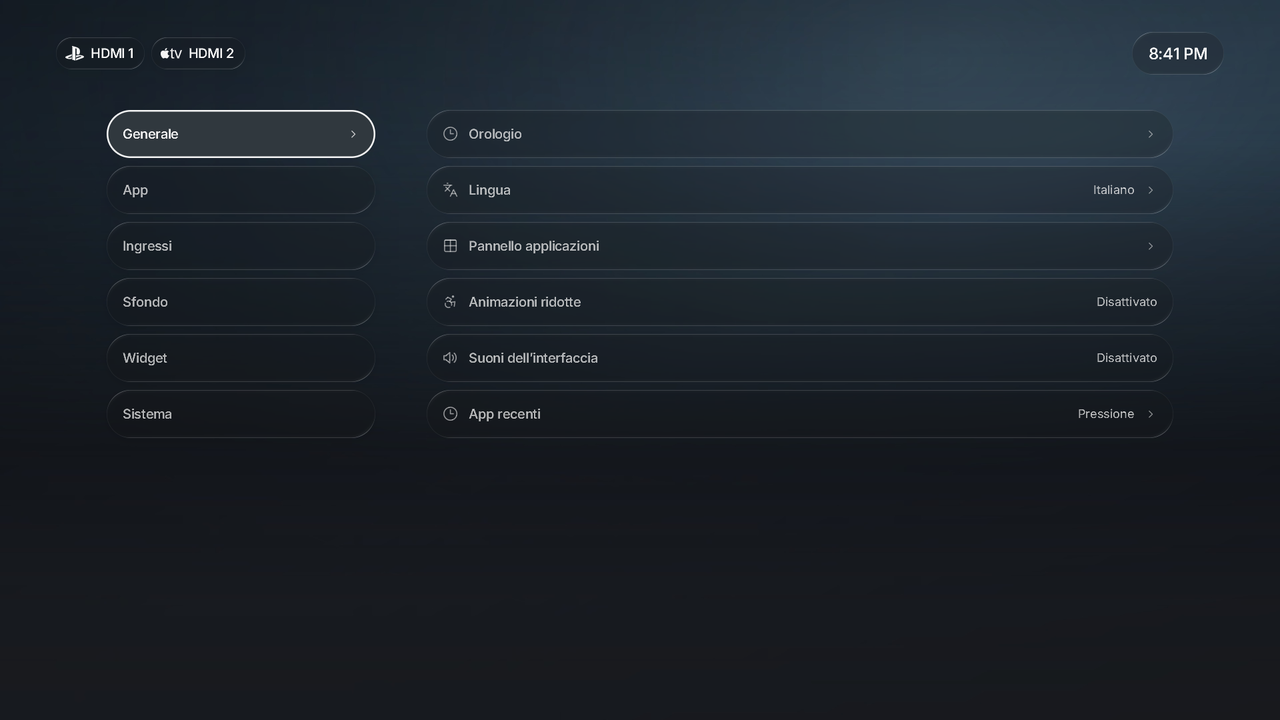 HDMI 1
tv HDMI 2
8:41 PM
Generale
App
Ingressi
Sfondo
Widget
Sistema
Orologio
Lingua Italiano
Pannello applicazioni
Animazioni ridotte Disattivato
Suoni dell'interfaccia Disattivato
App recenti Pressione